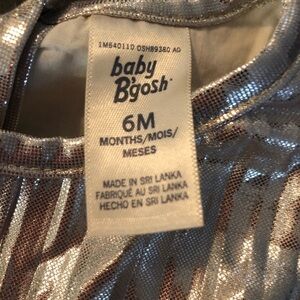 1M640110 OSH89380 AG
baby
B'gosh
6M
MONTHS/MOIS/
MESES
MADE IN SRI LANKA
FABRIQUÉ AU SRI LANKA
HECHO EN SRI LANKA